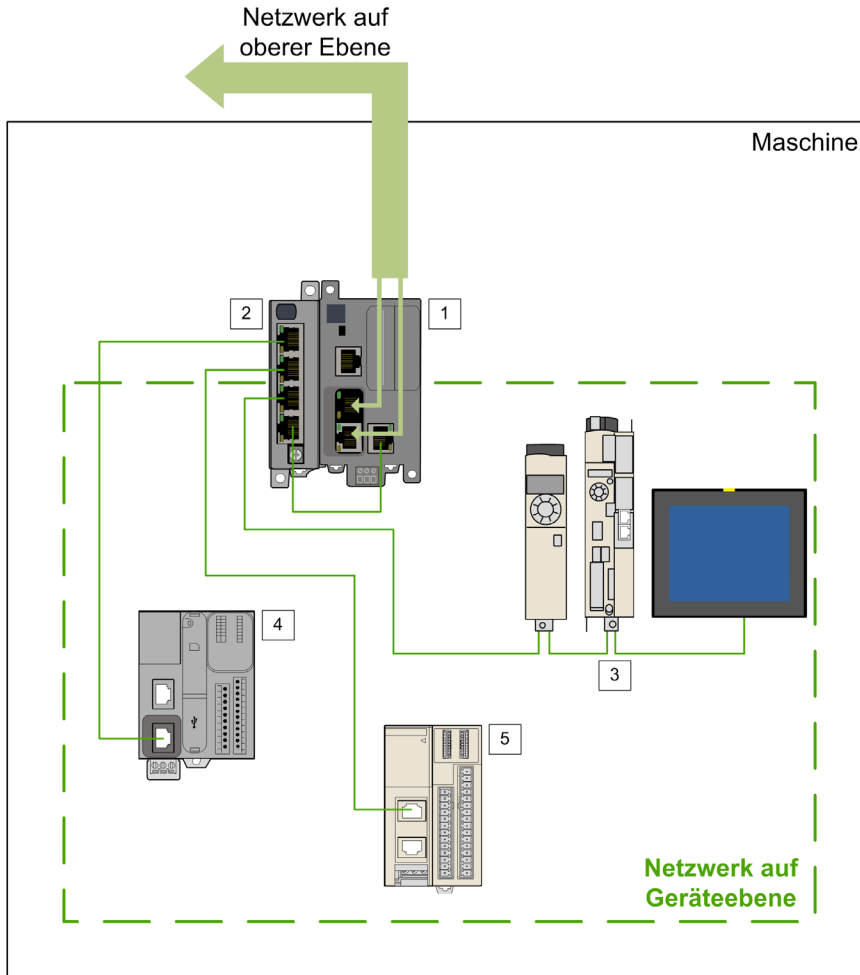 Netzwerk auf
oberer Ebene
Maschine
2
1
4
3
5
Netzwerk auf
Geräteebene